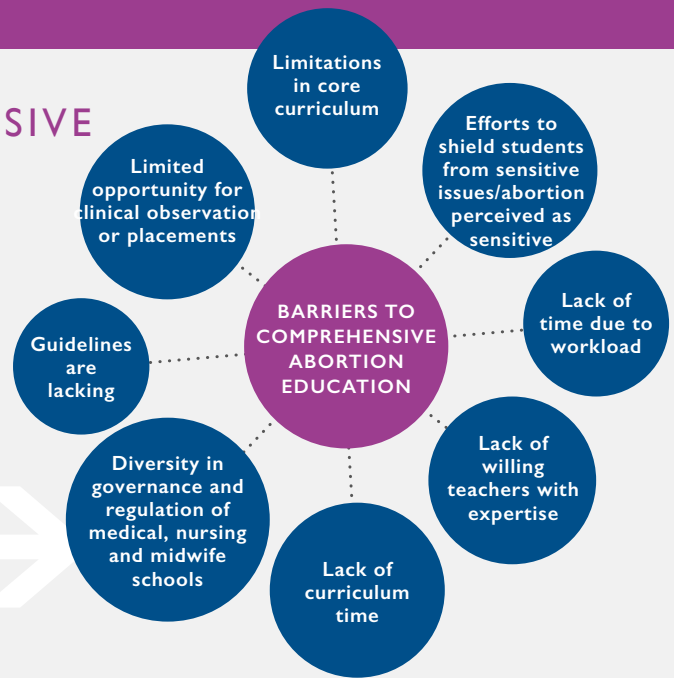 SIVE
Limitations
in core
curriculum
Efforts to
shield students
from sensitive
issues/abortion
perceived as
sensitive
Limited
opportunity for
clinical observation
or placements
BARRIERS TO
COMPREHENSIVE
ABORTION
EDUCATION
Lack of
time due to
workload
Guidelines
are
lacking
Lack of
willing
teachers with
expertise
Diversity in
governance and
regulation of
medical, nursing
and midwife
schools
Lack of
curriculum
time